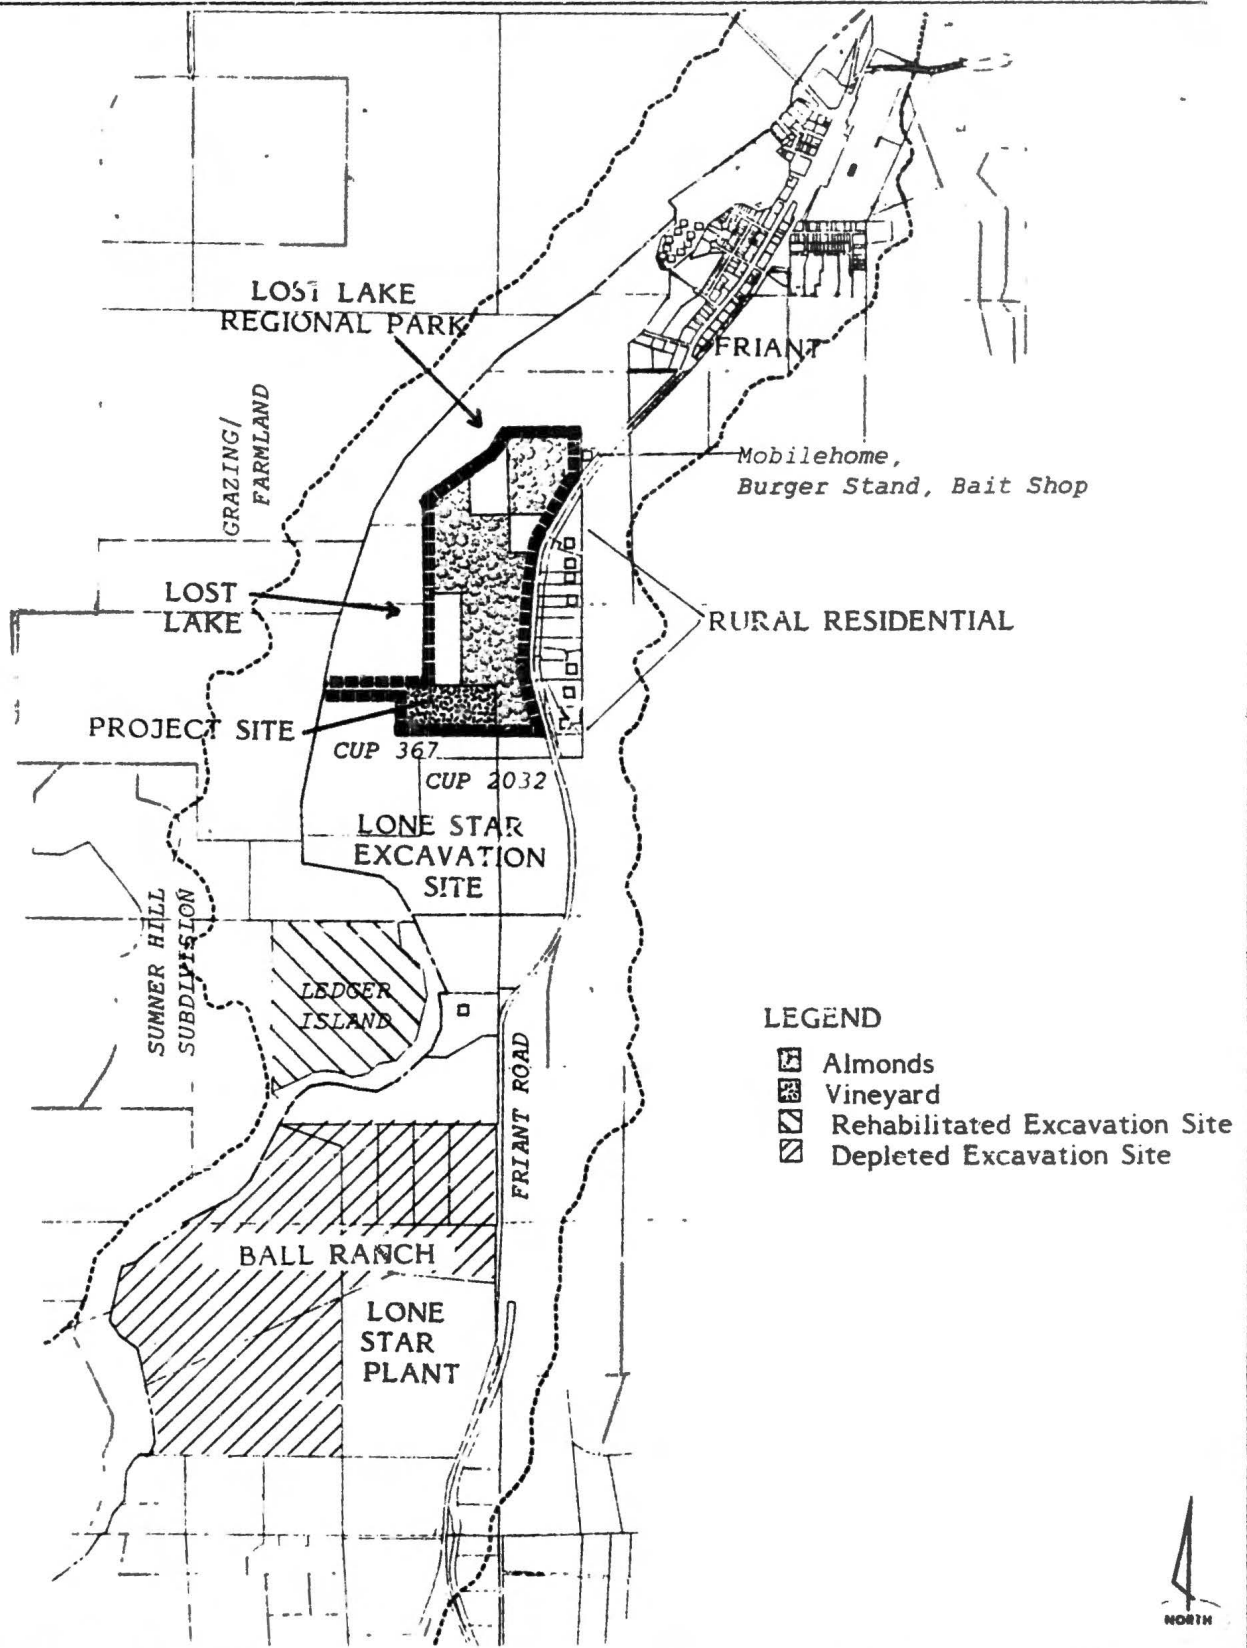 LOST LAKE
REGIONAL PARK
FRIANT
GRAZING/
FARMLAND
Mobilehome,
Burger Stand, Bait Shop
LOST
LAKE
RURAL RESIDENTIAL
PROJECT SITE
CUP 367
CUP 2032
LONE STAR
EXCAVATION
SITE
SUMNER HILL
SUBDIVISION
LEDGER
ISLAND
FRIANT ROAD
LEGEND
Almonds
Vineyard
Rehabilitated Excavation Site
Depleted Excavation Site
BALL RANCH
LONE
STAR
PLANT
NORTH